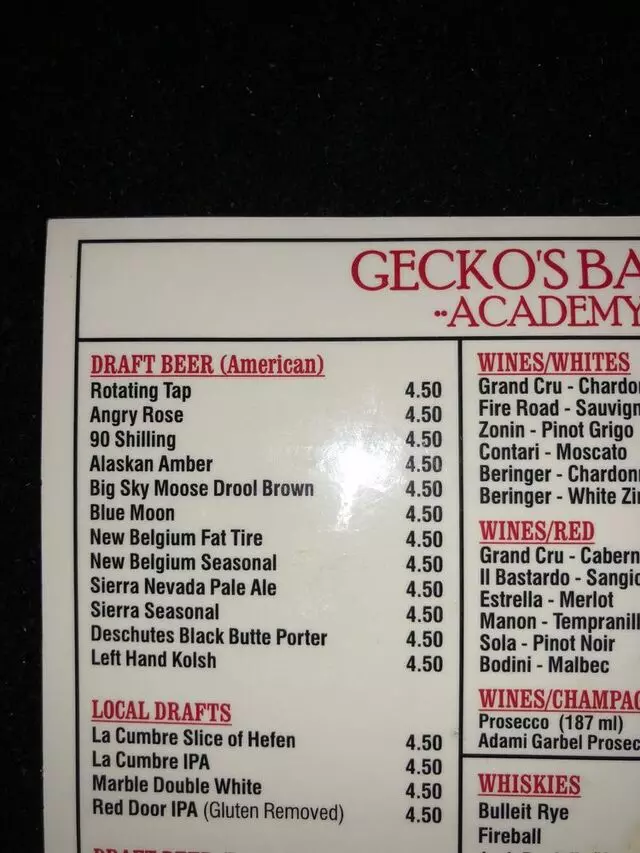 GECKO'S BA
ACADEMY
DRAFT BEER (American)
Rotating Tap 4.50
Angry Rose 4.50
90 Shilling 4.50
Alaskan Amber 4.50
Big Sky Moose Drool Brown 4.50
Blue Moon 4.50
New Belgium Fat Tire 4.50
New Belgium Seasonal 4.50
Sierra Nevada Pale Ale 4.50
Sierra Seasonal 4.50
Deschutes Black Butte Porter 4.50
Left Hand Kolsh 4.50
LOCAL DRAFTS
La Cumbre Slice of Hefen 4.50
La Cumbre IPA 4.50
Marble Double White 4.50
Red Door IPA (Gluten Removed) 4.50
WINES/WHITES
Grand Cru - Chardo
Fire Road - Sauvign
Zonin - Pinot Grigo
Contari - Moscato
Beringer - Chardon
Beringer - White Zi
WINES/RED
Grand Cru - Cabern
Il Bastardo - Sangio
Estrella - Merlot
Manon - Tempranill
Sola - Pinot Noir
Bodini - Malbec
WINES/CHAMPAG
Prosecco (187 ml)
Adami Garbel Prosec
WHISKIES
Bulleit Rye
Fireball